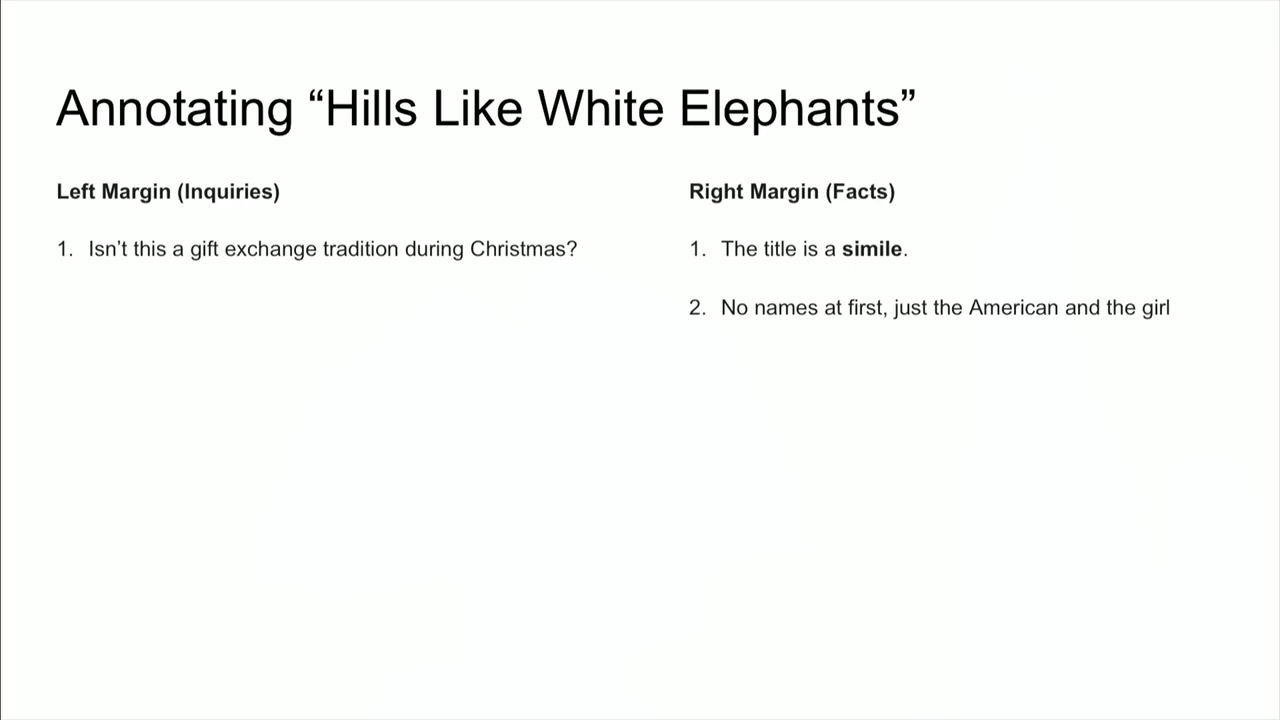 Annotating “Hills Like White Elephants”
Left Margin (Inquiries)
1. Isn’t this a gift exchange tradition during Christmas?
Right Margin (Facts)
1. The title is a simile.
2. No names at first, just the American and the girl